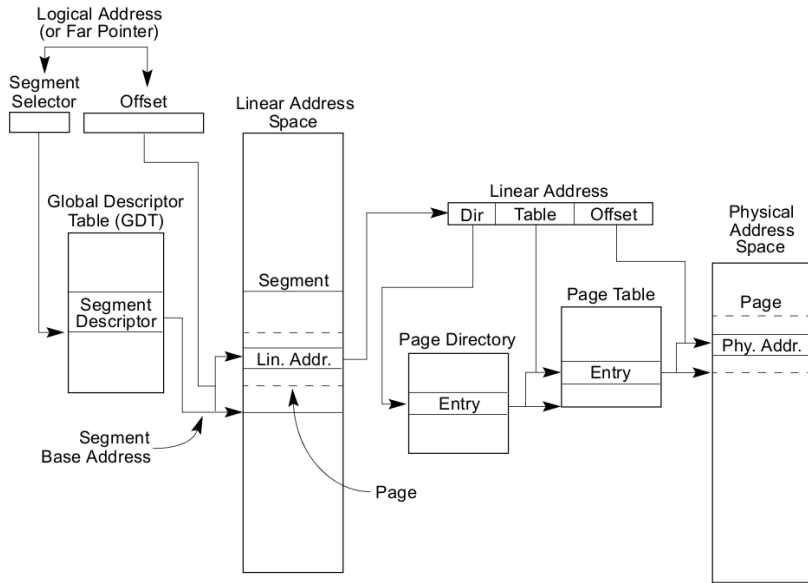 Logical Address
(or Far Pointer)
Segment
Selector
Offset
Linear Address
Space
Global Descriptor
Table (GDT)
Segment
Descriptor
Segment
Base Address
Segment
Lin. Addr.
Page
Linear Address
Dir
Table
Offset
Page Directory
Entry
Page Table
Entry
Physical
Address
Space
Page
Phy. Addr.